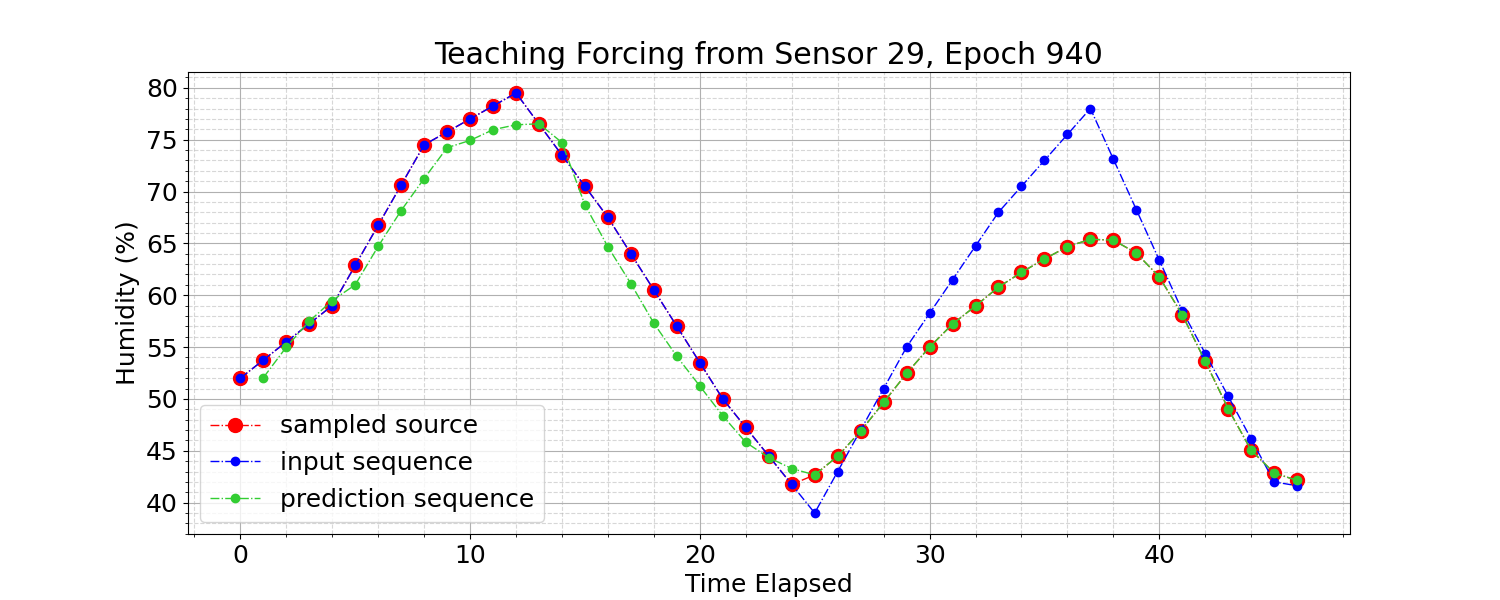 Teaching Forcing from Sensor 29, Epoch 940
80
75
70
65
60
55
50
45
40
Humidity (%)
sampled source
input sequence
prediction sequence
0 10 20 30 40
Time Elapsed